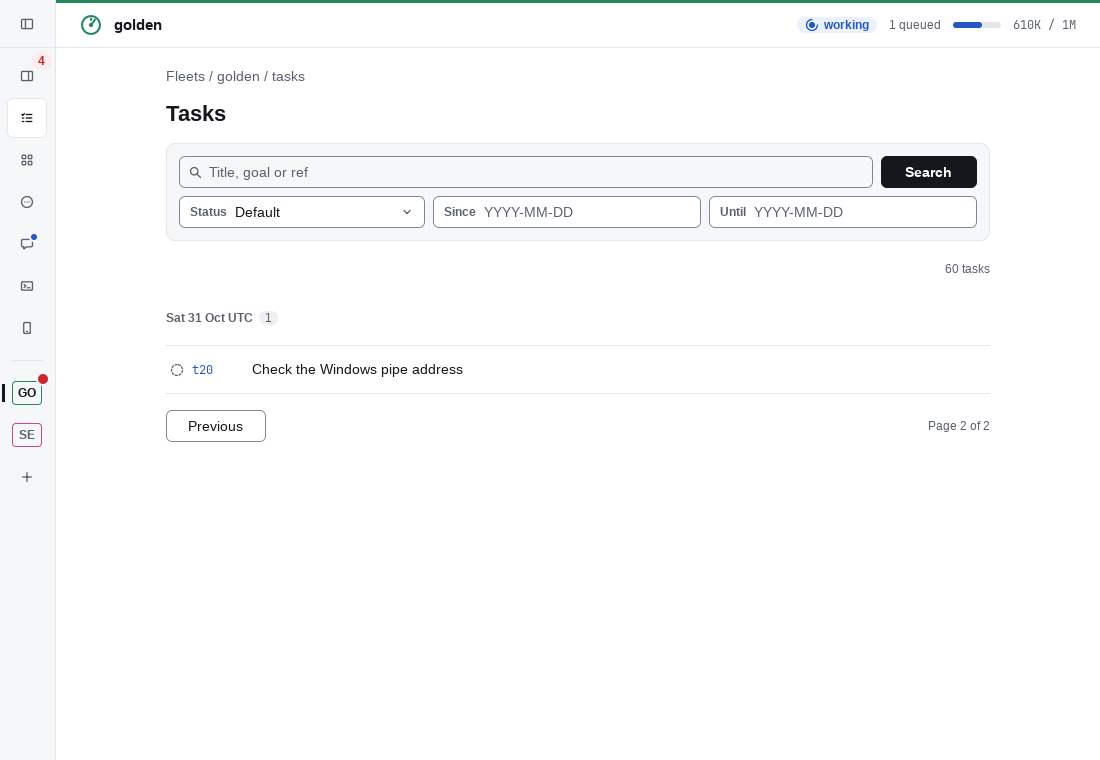 golden
working
1 queued
610K / 1M
4
Fleets / golden / tasks
Tasks
Title, goal or ref
Search
Status Default
Since YYYY-MM-DD
Until YYYY-MM-DD
60 tasks
Sat 31 Oct UTC 1
t20 Check the Windows pipe address
GO
Previous
Page 2 of 2
SE